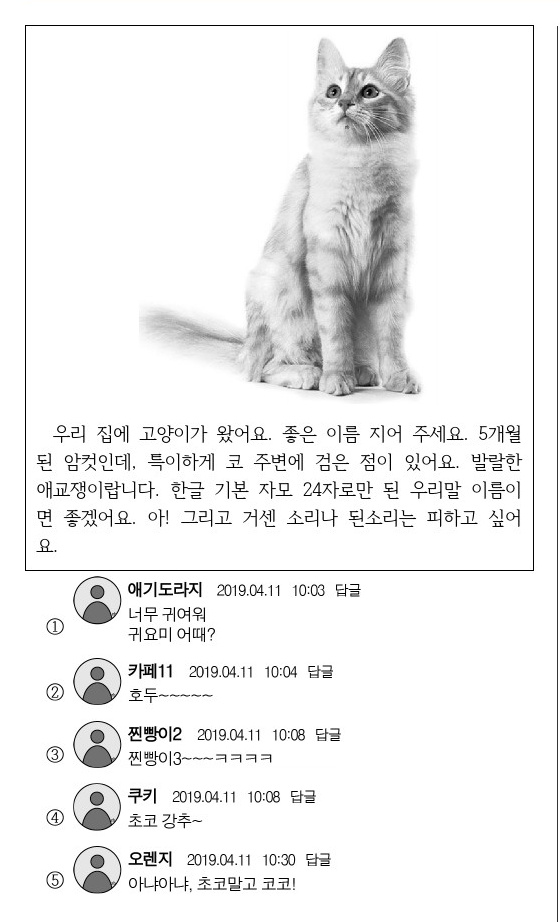 우리 집에 고양이가 왔어요. 좋은 이름 지어 주세요. 5개월
된 암컷인데, 특이하게 코 주변에 검은 점이 있어요. 발랄한
애교쟁이랍니다. 한글 기본 자모 24자로만 된 우리말 이름이
면 좋겠어요. 아! 그리고 거센 소리나 된소리는 피하고 싶어
요.
애기도라지 2019.04.11 10:03 답글
① 너무 귀여워
귀요미 어때?
카페11 2019.04.11 10:04 답글
② 호두~~~~~
찐빵이2 2019.04.11 10:08 답글
③ 찐빵이3~~~ㅋㅋㅋㅋ
쿠키 2019.04.11 10:08 답글
④ 초코 강추~
오렌지 2019.04.11 10:30 답글
⑤ 아냐아냐, 초코말고 코코!